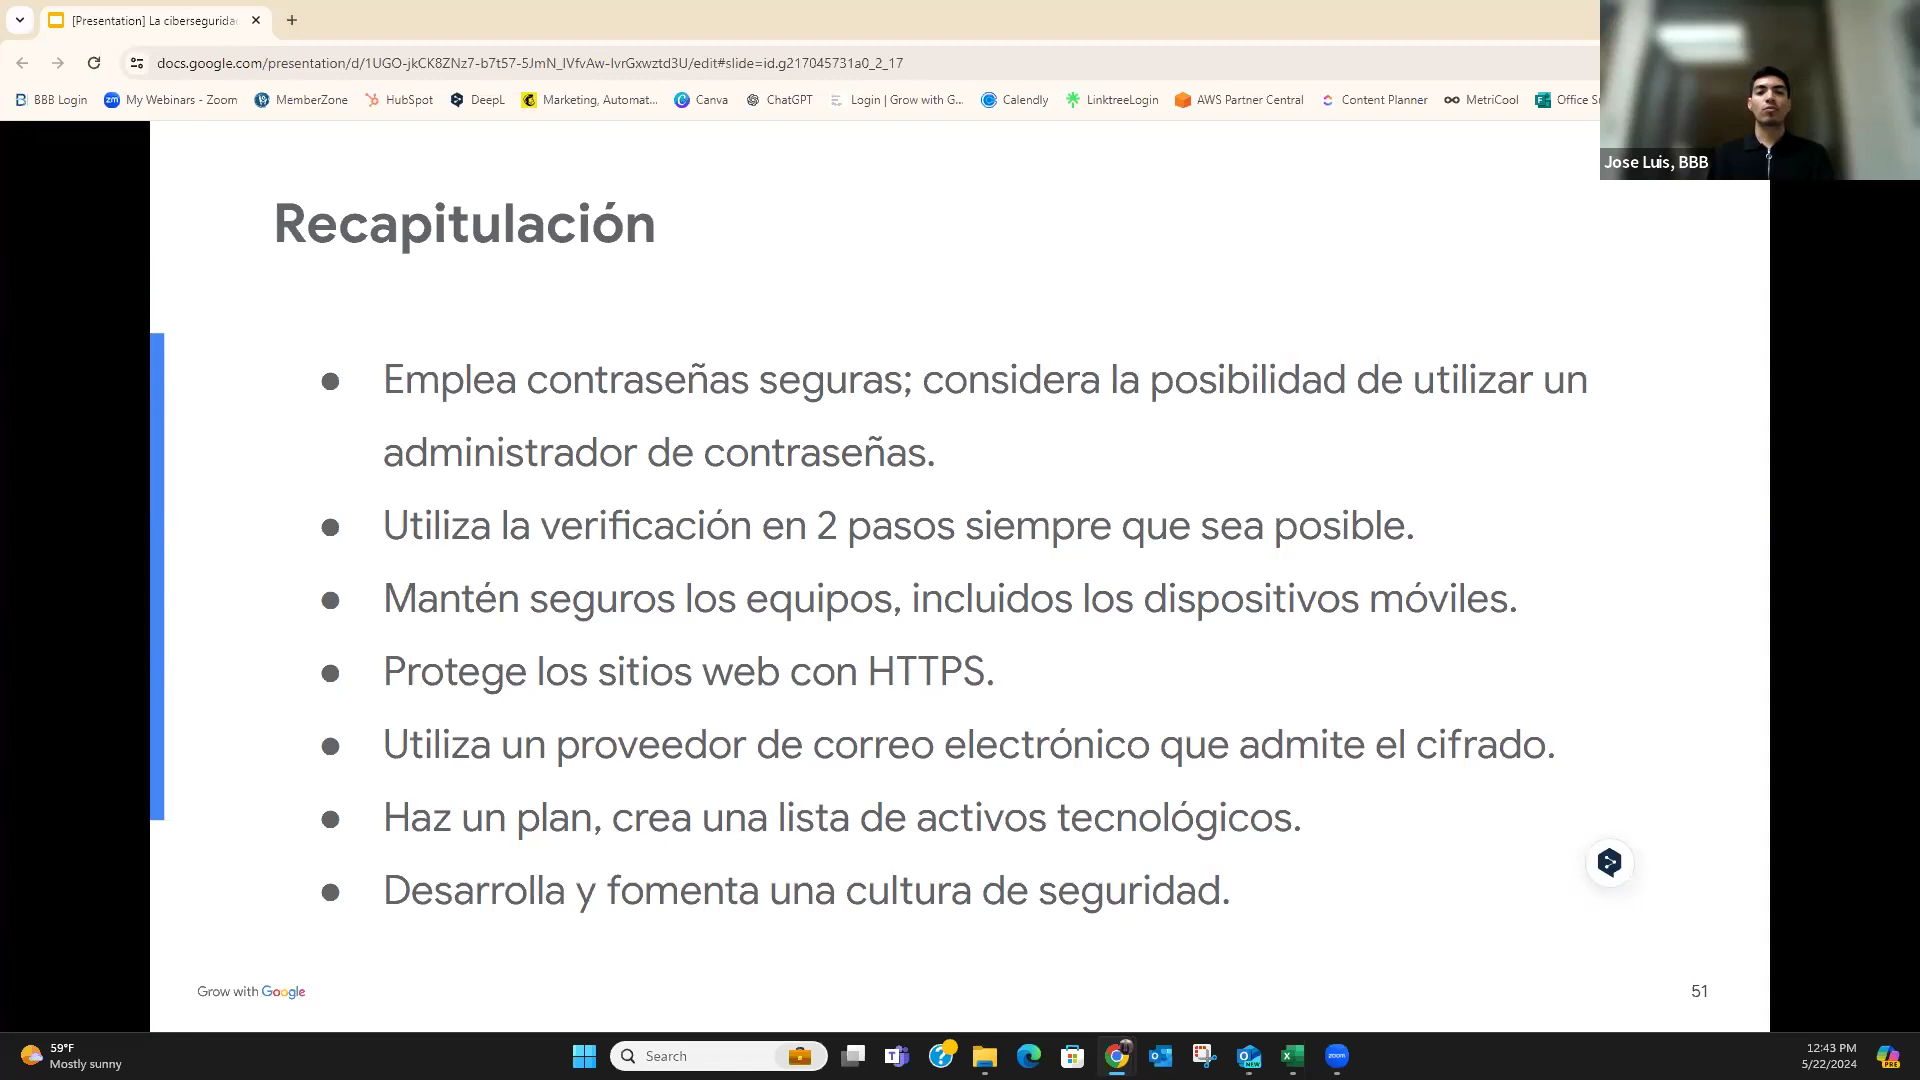 [Presentation] La ciberseguridad
docs.google.com/presentation/d/1UGO-jkCK8ZNz7-b7t57-5JmN_IVfvAw-IvrGxwztd3U/edit#slide=id.g217045731a0_2_17
BBB Login My Webinars - Zoom MemberZone HubSpot DeepL Marketing, Automat... Canva ChatGPT Login | Grow with G... Calendly LinktreeLogin AWS Partner Central Content Planner MetriCool Office
Jose Luis, BBB
Recapitulación
● Emplea contraseñas seguras; considera la posibilidad de utilizar un
administrador de contraseñas.
● Utiliza la verificación en 2 pasos siempre que sea posible.
● Mantén seguros los equipos, incluidos los dispositivos móviles.
● Protege los sitios web con HTTPS.
● Utiliza un proveedor de correo electrónico que admite el cifrado.
● Haz un plan, crea una lista de activos tecnológicos.
● Desarrolla y fomenta una cultura de seguridad.
Grow with Google
51
59°F
Mostly sunny
Search
12:43 PM
5/22/2024